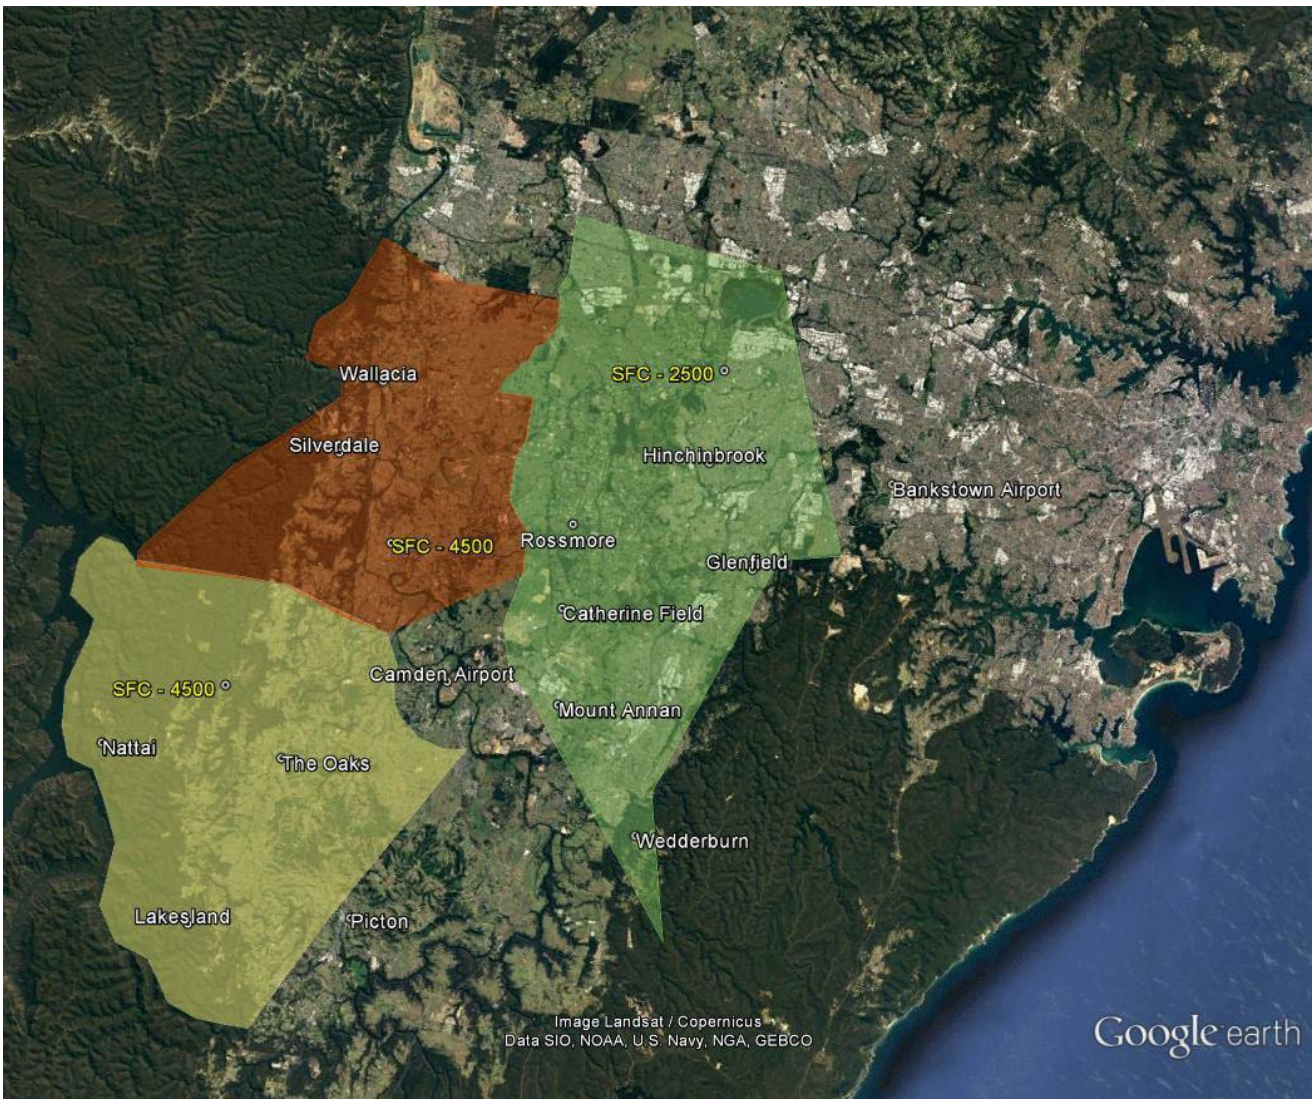 Wallacia
SFC - 2500
Silverdale
Hinchinbrook
Bankstown Airport
SFC - 4500
Rossmore
Glenfield
Catherine Field
Camden Airport
SFC - 4500
Mount Annan
Nattai
The Oaks
Wedderburn
Lakesland
Picton
Image Landsat / Copernicus
Data SIO, NOAA, U.S. Navy, NGA, GEBCO
Google earth